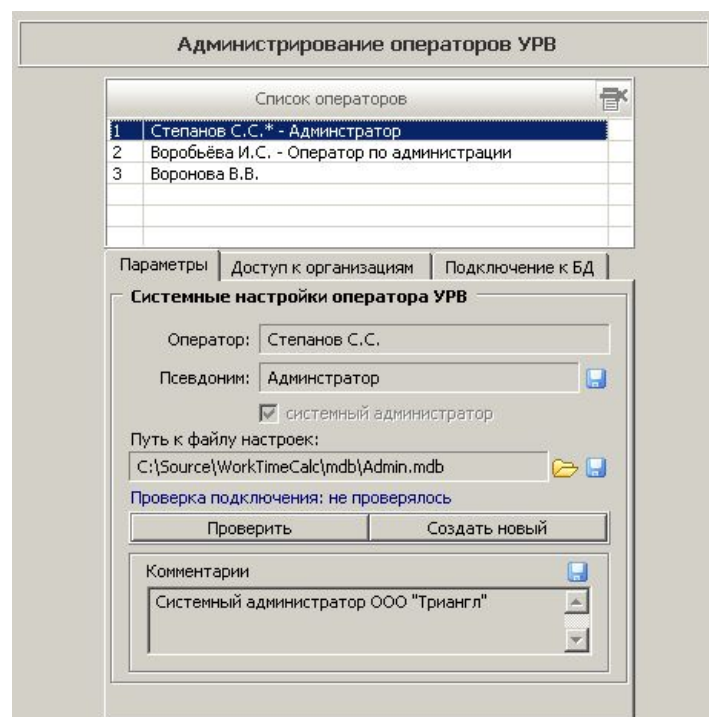 Администрирование операторов УРВ
Список операторов
1 Степанов С.С.* - Админстратор
2 Воробьёва И.С. - Оператор по администрации
3 Воронова В.В.
Параметры Доступ к организациям Подключение к БД
Системные настройки оператора УРВ
Оператор: Степанов С.С.
Псевдоним: Админстратор
системный администратор
Путь к файлу настроек:
C:\Source\WorkTimeCalc\mdb\Admin.mdb
Проверка подключения: не проверялось
Проверить Создать новый
Комментарии
Системный администратор ООО "Триангл"